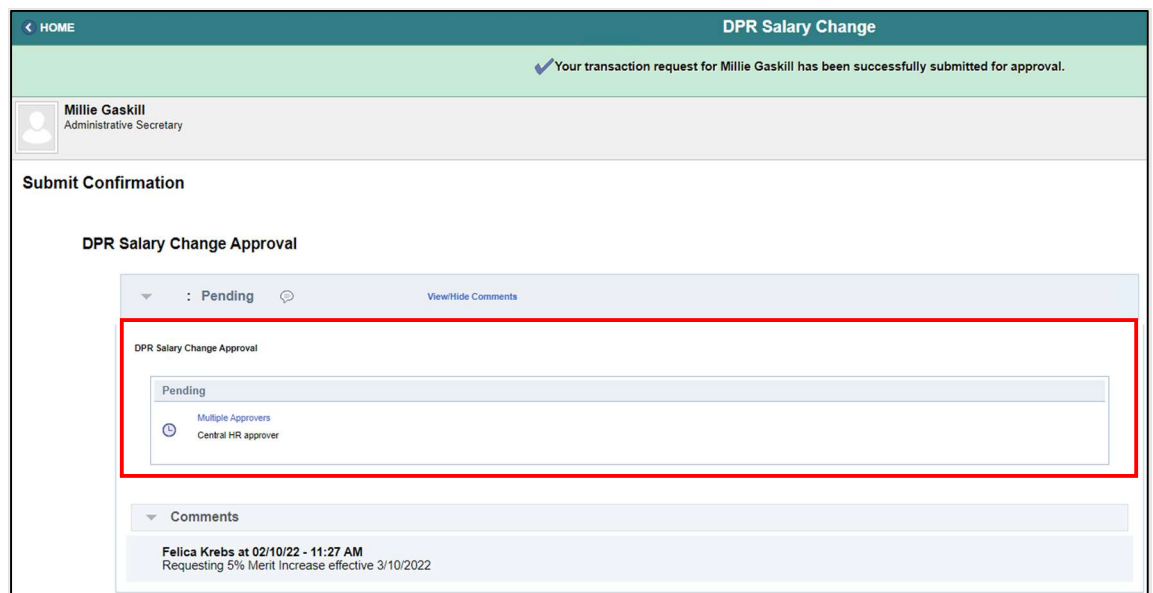 HOME
DPR Salary Change
Your transaction request for Millie Gaskill has been successfully submitted for approval.
Millie Gaskill
Administrative Secretary
Submit Confirmation
DPR Salary Change Approval
: Pending
View/Hide Comments
DPR Salary Change Approval
Pending
Multiple Approvers
Central HR approver
Comments
Felica Krebs at 02/10/22 - 11:27 AM
Requesting 5% Merit Increase effective 3/10/2022